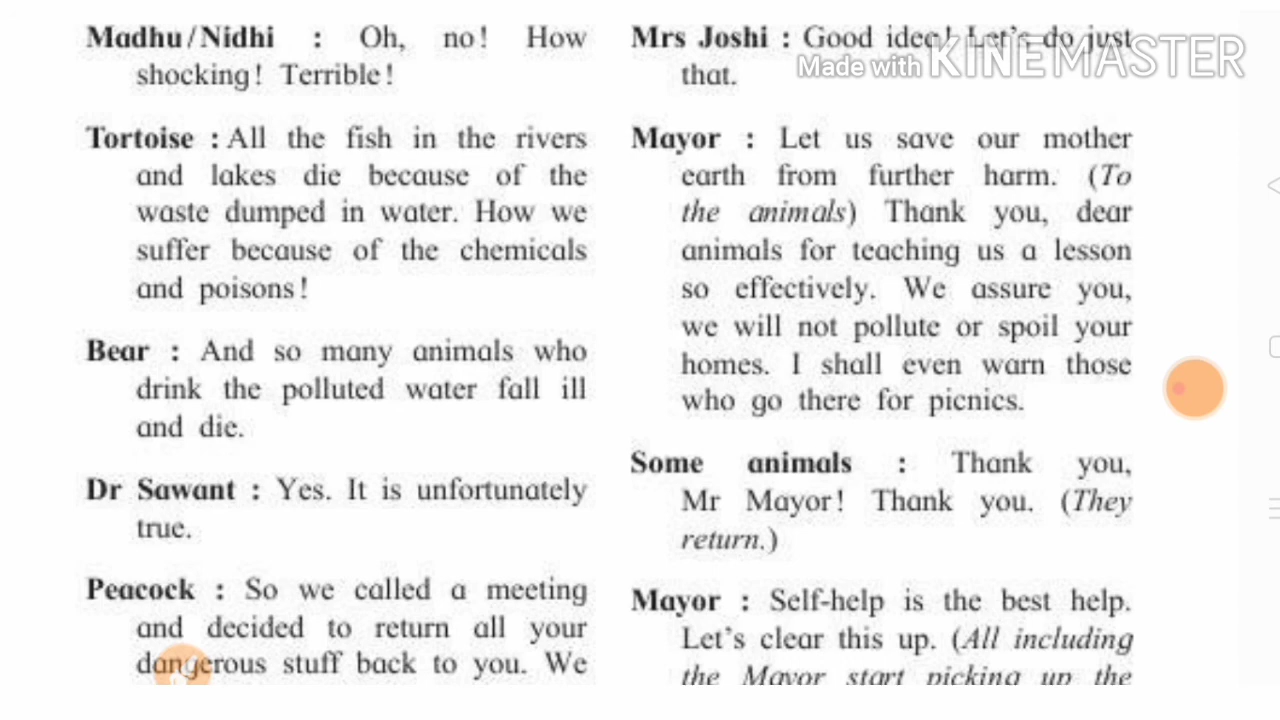 Madhu/Nidhi : Oh, no! How
shocking! Terrible!
Tortoise : All the fish in the rivers
and lakes die because of the
waste dumped in water. How we
suffer because of the chemicals
and poisons!
Bear : And so many animals who
drink the polluted water fall ill
and die.
Dr Sawant : Yes. It is unfortunately
true.
Peacock : So we called a meeting
and decided to return all your
dangerous stuff back to you. We
Mrs Joshi : Good idea! Let's do just
that.
Made with KINEMASTER
Mayor : Let us save our mother
earth from further harm. (To
the animals) Thank you, dear
animals for teaching us a lesson
so effectively. We assure you,
we will not pollute or spoil your
homes. I shall even warn those
who go there for picnics.
Some animals : Thank you,
Mr Mayor! Thank you. (They
return.)
Mayor : Self-help is the best help.
Let's clear this up. (All including
the Mayor start picking up the